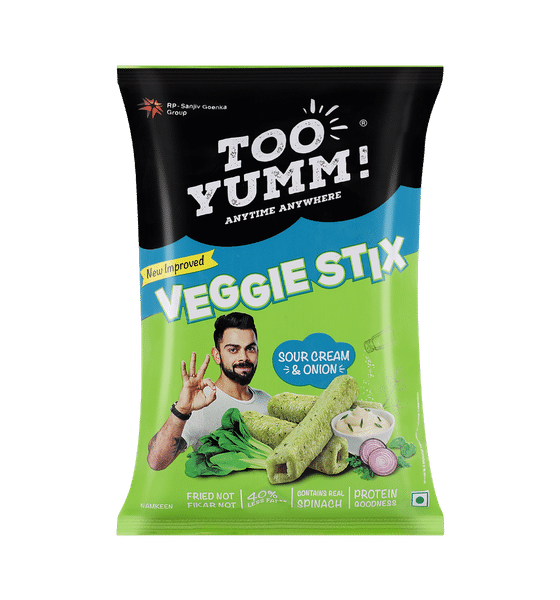 RP-Sanjiv Goenka
Group
TOO
YUMM!
®
ANYTIME ANYWHERE
New Improved
VEGGIE STIX
SOUR CREAM
& ONION
NAMKEEN
FRIED NOT
FIKAR NOT
40%
LESS FAT**
CONTAINS REAL
SPINACH
PROTEIN
GOODNESS